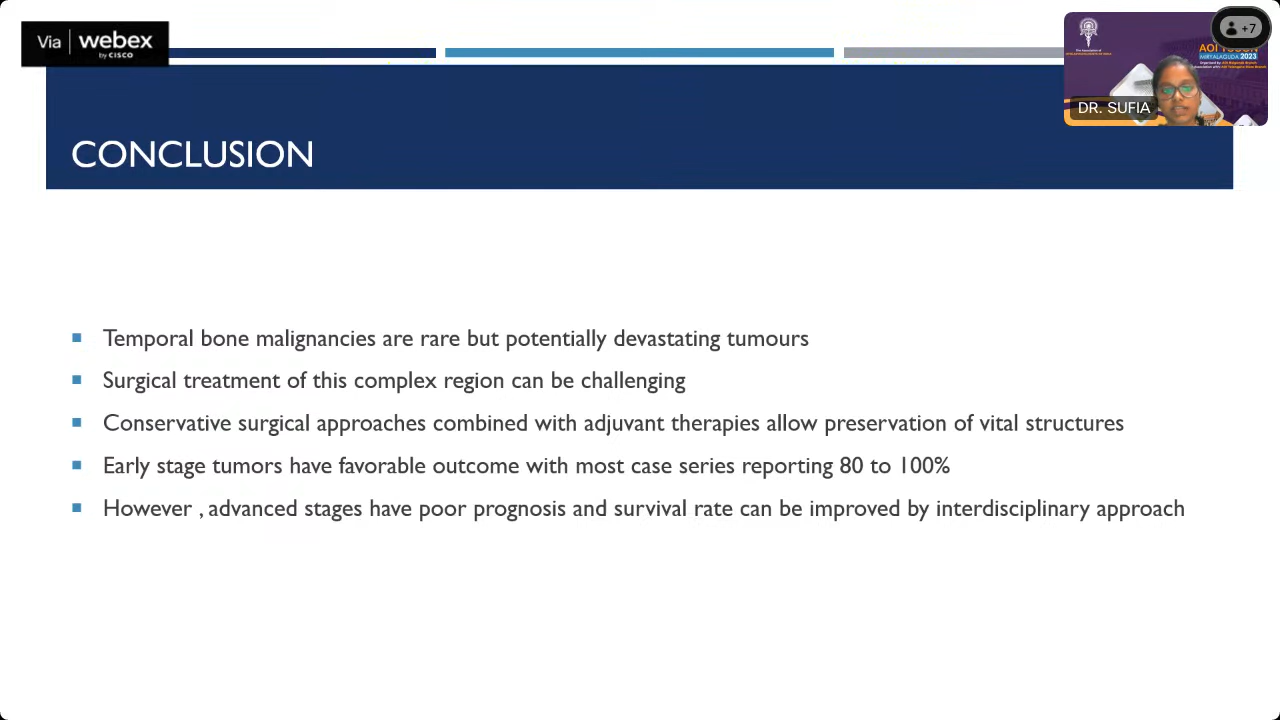 Via webex
by CISCO
+7
AOI
MIRYALAGUDA 2023
DR. SUFIA
CONCLUSION
Temporal bone malignancies are rare but potentially devastating tumours
Surgical treatment of this complex region can be challenging
Conservative surgical approaches combined with adjuvant therapies allow preservation of vital structures
Early stage tumors have favorable outcome with most case series reporting 80 to 100%
However , advanced stages have poor prognosis and survival rate can be improved by interdisciplinary approach